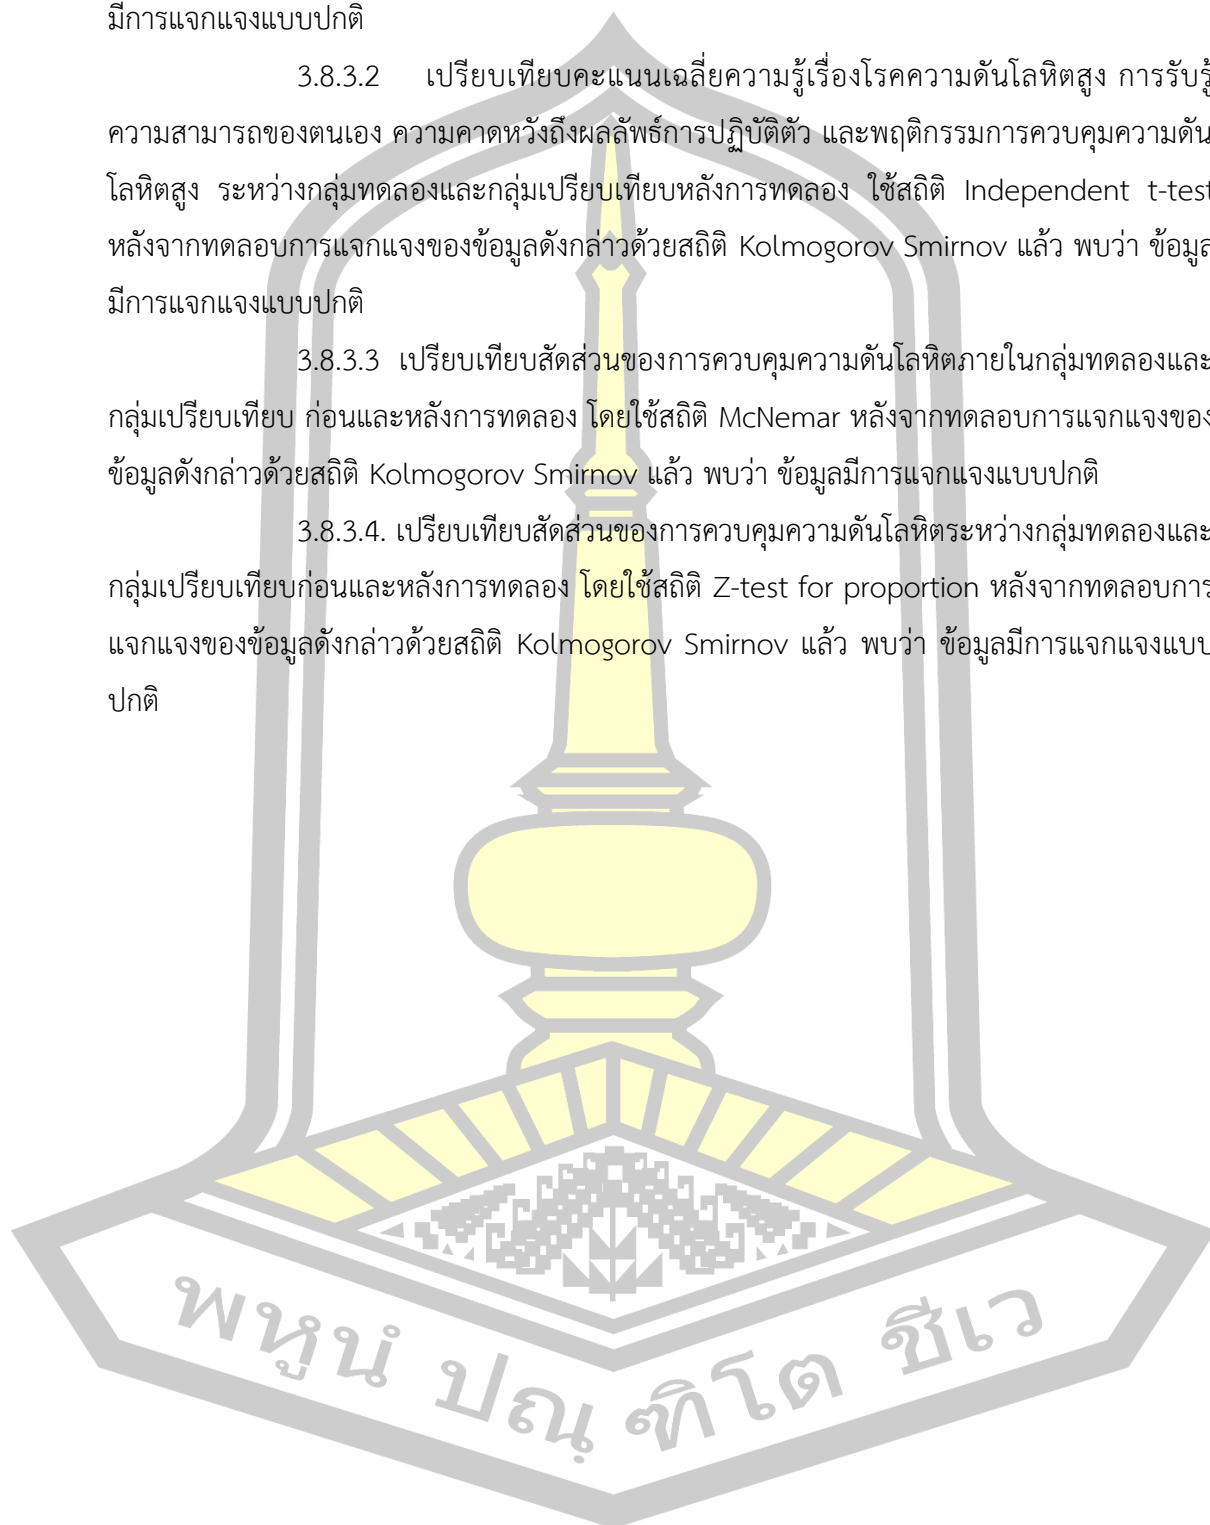 มีการแจกแจงแบบปกติ
3.8.3.2 เปรียบเทียบคะแนนเฉลี่ยความรู้เรื่องโรคความดันโลหิตสูง การรับรู้
ความสามารถของตนเอง ความคาดหวังถึงผลลัพธ์การปฏิบัติตัว และพฤติกรรมการควบคุมความดัน
โลหิตสูง ระหว่างกลุ่มทดลองและกลุ่มเปรียบเทียบหลังการทดลอง ใช้สถิติ Independent t-test
หลังจากทดลอบการแจกแจงของข้อมูลดังกล่าวด้วยสถิติ Kolmogorov Smirnov แล้ว พบว่า ข้อมูล
มีการแจกแจงแบบปกติ
3.8.3.3 เปรียบเทียบสัดส่วนของการควบคุมความดันโลหิตภายในกลุ่มทดลองและ
กลุ่มเปรียบเทียบ ก่อนและหลังการทดลอง โดยใช้สถิติ McNemar หลังจากทดลอบการแจกแจงของ
ข้อมูลดังกล่าวด้วยสถิติ Kolmogorov Smirnov แล้ว พบว่า ข้อมูลมีการแจกแจงแบบปกติ
3.8.3.4. เปรียบเทียบสัดส่วนของการควบคุมความดันโลหิตระหว่างกลุ่มทดลองและ
กลุ่มเปรียบเทียบก่อนและหลังการทดลอง โดยใช้สถิติ Z-test for proportion หลังจากทดลอบการ
แจกแจงของข้อมูลดังกล่าวด้วยสถิติ Kolmogorov Smirnov แล้ว พบว่า ข้อมูลมีการแจกแจงแบบ
ปกติ
พหูนํ ปณฺ ฑิโต ชีเว